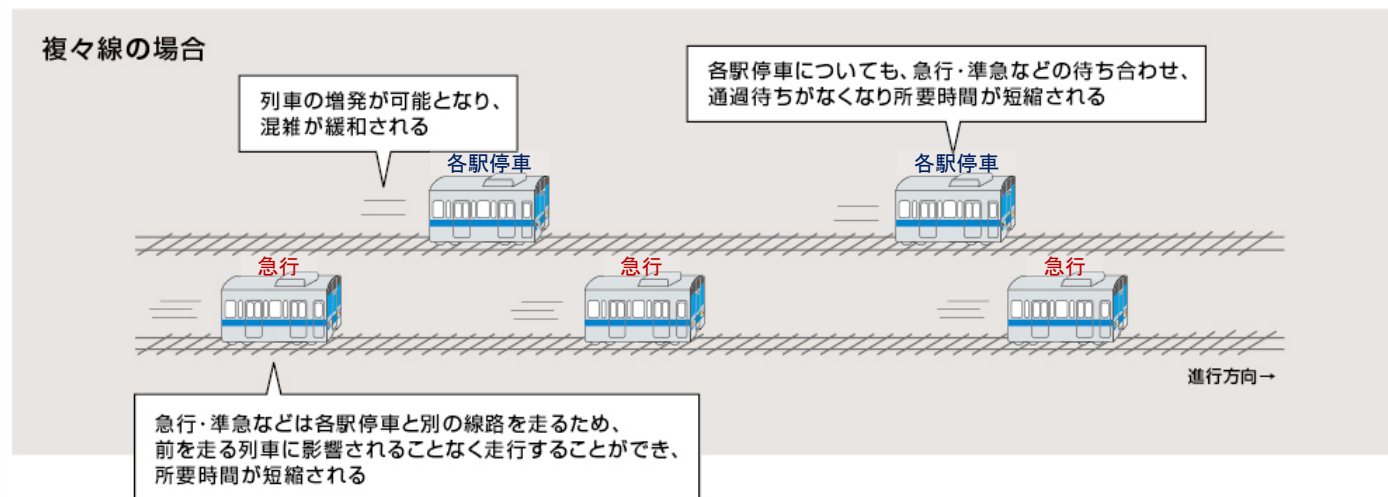 複々線の場合
列車の増発が可能となり、
混雑が緩和される
各駅停車についても、急行・準急などの待ち合わせ、
通過待ちがなくなり所要時間が短縮される
各駅停車
各駅停車
急行
急行
急行
進行方向→
急行・準急などは各駅停車と別の線路を走るため、
前を走る列車に影響されることなく走行することができ、
所要時間が短縮される